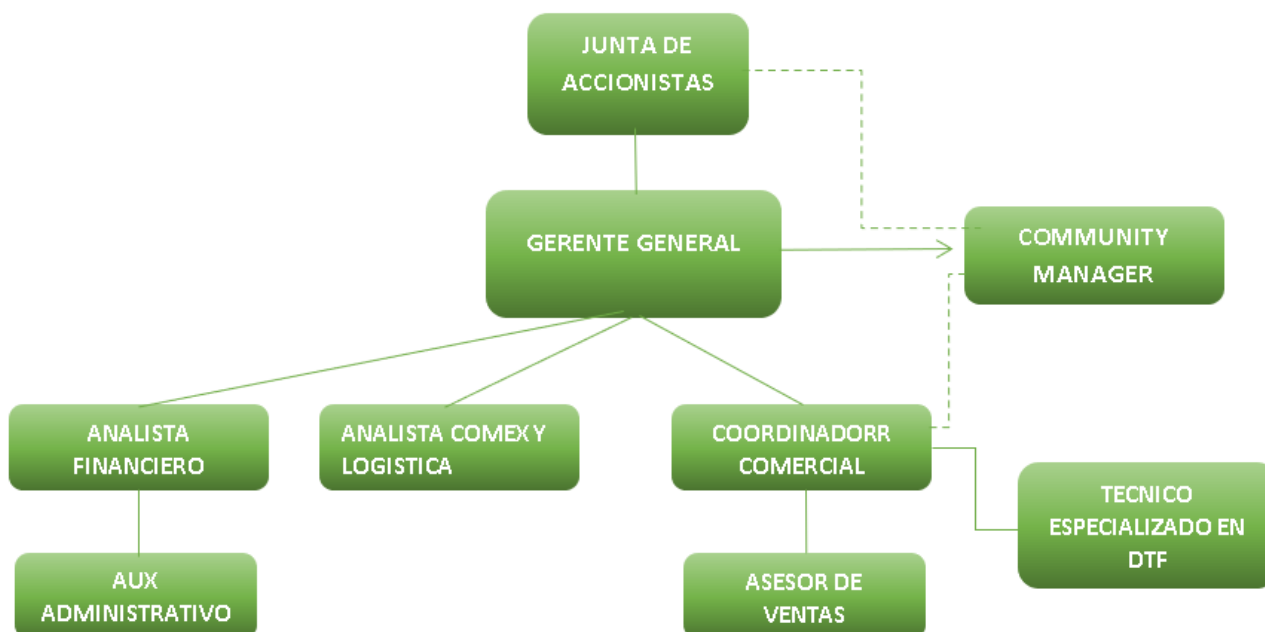 JUNTA DE
ACCIONISTAS
GERENTE GENERAL
COMMUNITY
MANAGER
ANALISTA
FINANCIERO
ANALISTA COMEX Y
LOGISTICA
COORDINADORR
COMERCIAL
TECNICO
ESPECIALIZADO EN
DTF
AUX
ADMINISTRATIVO
ASESOR DE
VENTAS